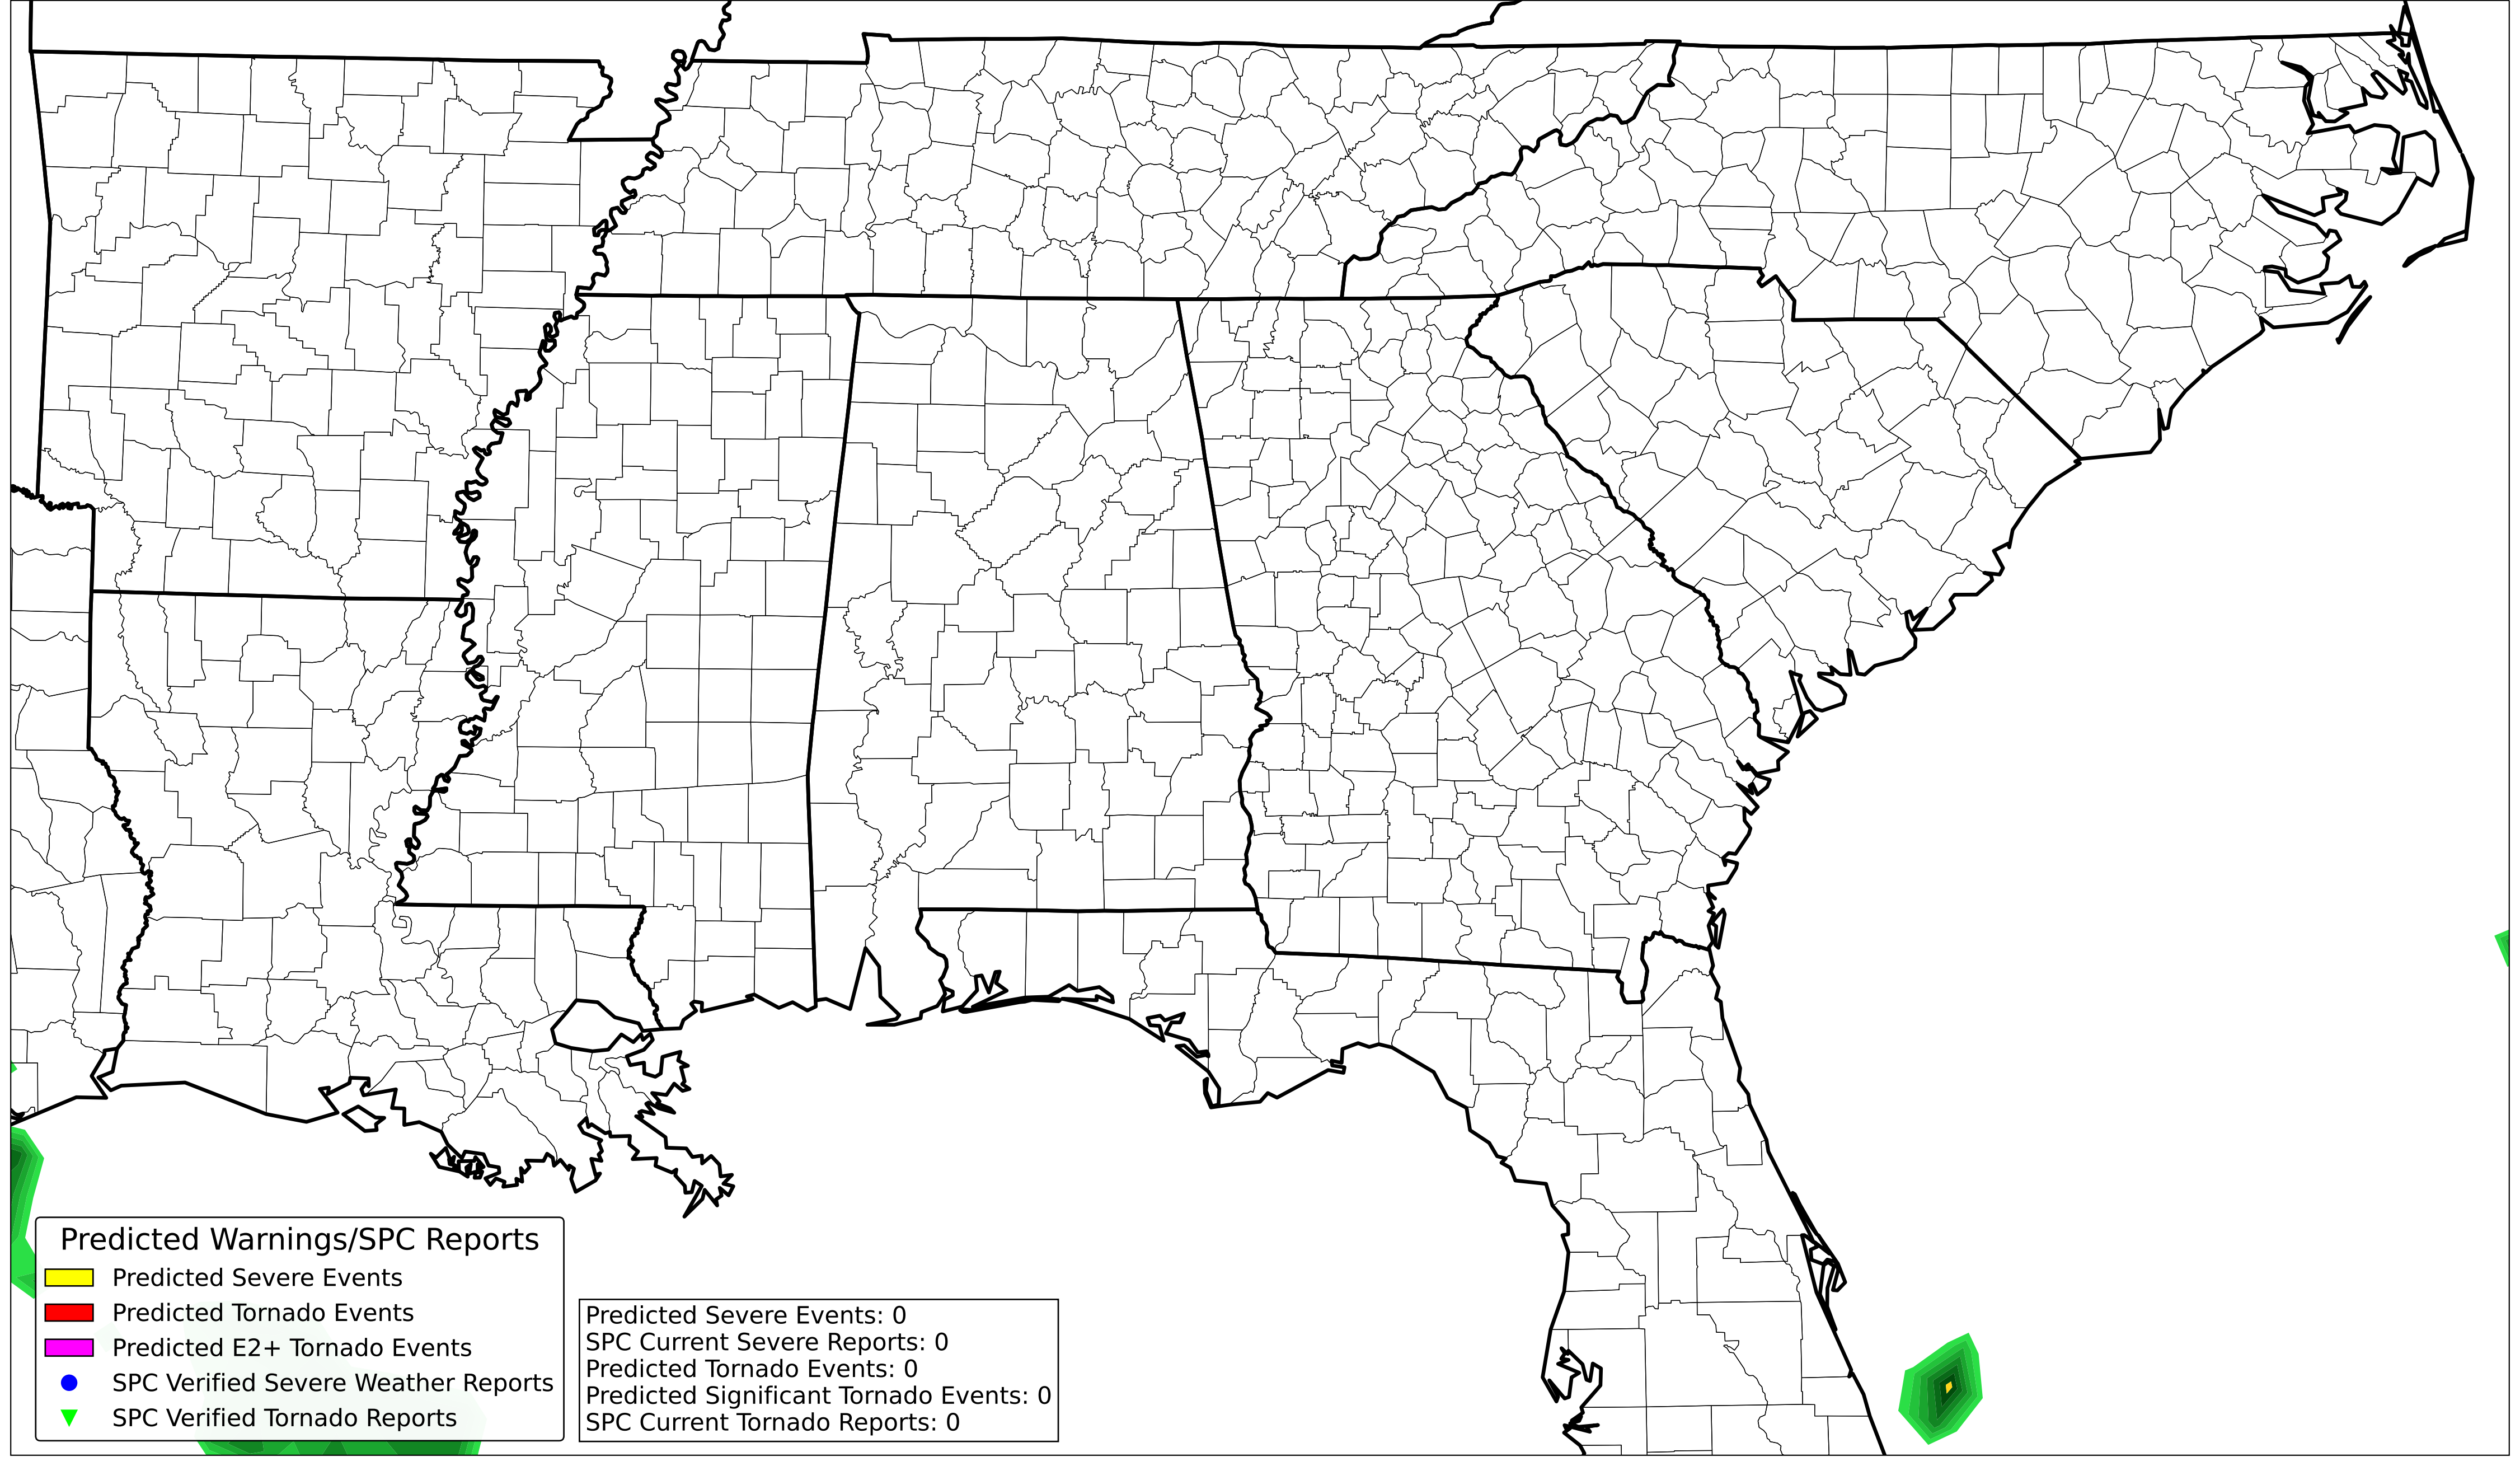 Predicted Warnings/SPC Reports
Predicted Severe Events
Predicted Tornado Events
Predicted E2+ Tornado Events
SPC Verified Severe Weather Reports
SPC Verified Tornado Reports
Predicted Severe Events: 0
SPC Current Severe Reports: 0
Predicted Tornado Events: 0
Predicted Significant Tornado Events: 0
SPC Current Tornado Reports: 0